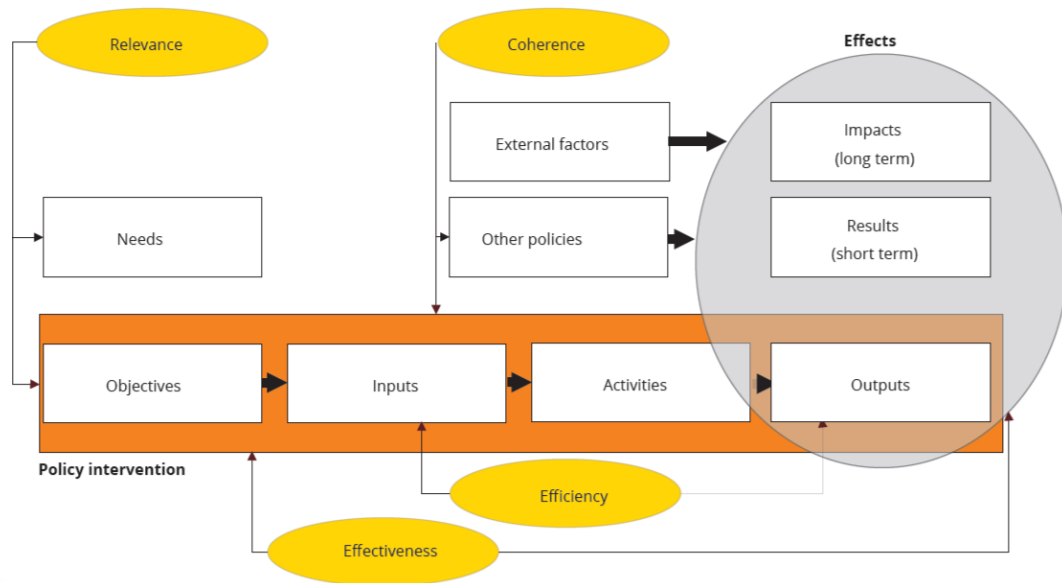 Relevance
Coherence
Effects
External factors
Impacts
(long term)
Needs
Other policies
Results
(short term)
Objectives
Inputs
Activities
Outputs
Policy intervention
Efficiency
Effectiveness